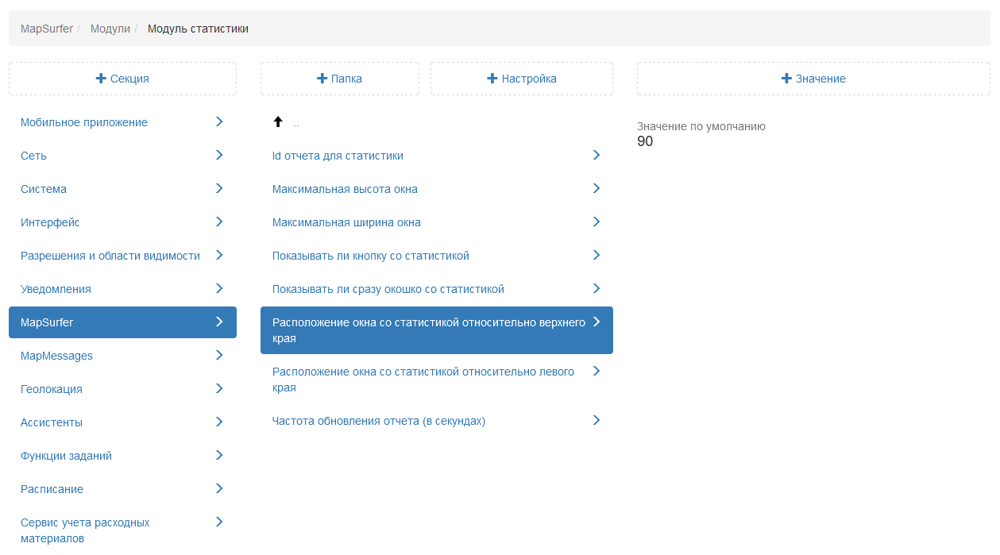 MapSurfer / Модули / Модуль статистики
Секция
Папка
Настройка
Значение
Мобильное приложение
Сеть
Система
Интерфейс
Разрешения и области видимости
Уведомления
MapSurfer
MapMessages
Геолокация
Ассистенты
Функции заданий
Расписание
Сервис учета расходных
материалов
..
Id отчета для статистики
Максимальная высота окна
Максимальная ширина окна
Показывать ли кнопку со статистикой
Показывать ли сразу окошко со статистикой
Расположение окна со статистикой относительно верхнего
края
Расположение окна со статистикой относительно левого
края
Частота обновления отчета (в секундах)
Значение по умолчанию
90